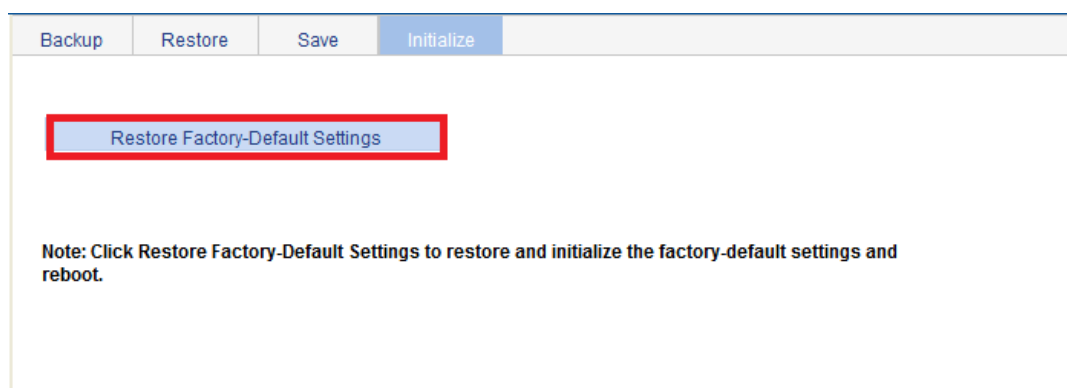 Backup Restore Save Initialize
Restore Factory-Default Settings
Note: Click Restore Factory-Default Settings to restore and initialize the factory-default settings and
reboot.